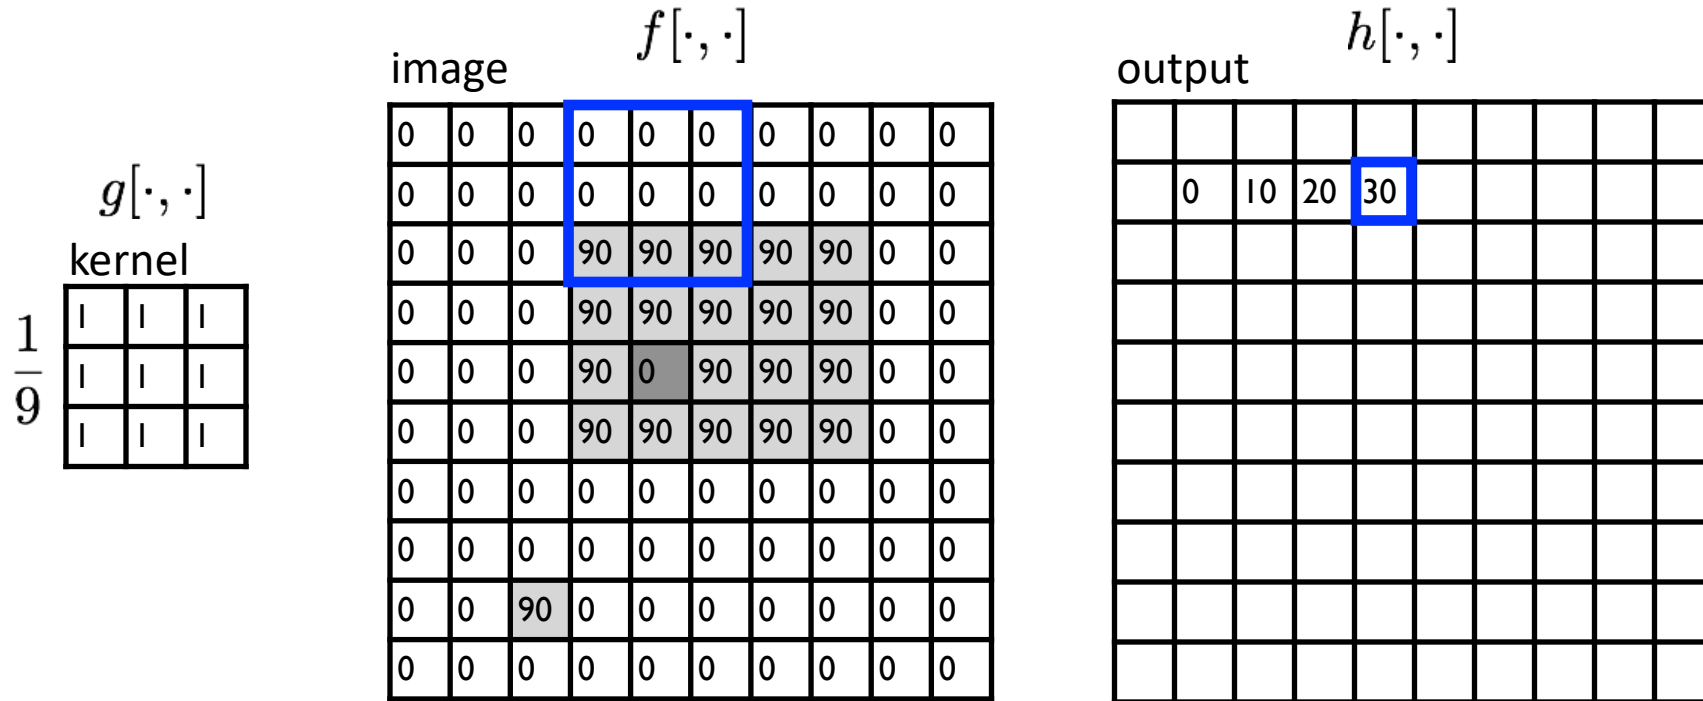 f[·, ·]
h[·, ·]
image
output
0 0 0 0 0 0 0 0 0 0
0 0 0 0 0 0 0 0 0 0
0 10 20 30
g[·, ·]
0 0 0 90 90 90 90 90 0 0
kernel
0 0 0 90 90 90 90 90 0 0
1 1 1
0 0 0 90 0 90 90 90 0 0
1/9
1 1 1
0 0 0 90 90 90 90 90 0 0
1 1 1
0 0 0 0 0 0 0 0 0 0
0 0 0 0 0 0 0 0 0 0
0 0 90 0 0 0 0 0 0 0
0 0 0 0 0 0 0 0 0 0